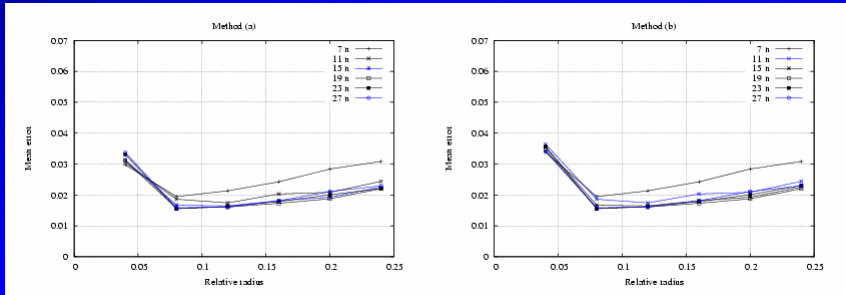 Method (a)
0.07
0.06
0.05
0.04
0.03
0.02
0.01
0
Mean error
7 n
11 n
15 n
19 n
23 n
27 n
0
0.05
0.1
0.15
0.2
0.25
Relative radius
Method (b)
0.07
0.06
0.05
0.04
0.03
0.02
0.01
0
Mean error
7 n
11 n
15 n
19 n
23 n
27 n
0
0.05
0.1
0.15
0.2
0.25
Relative radius